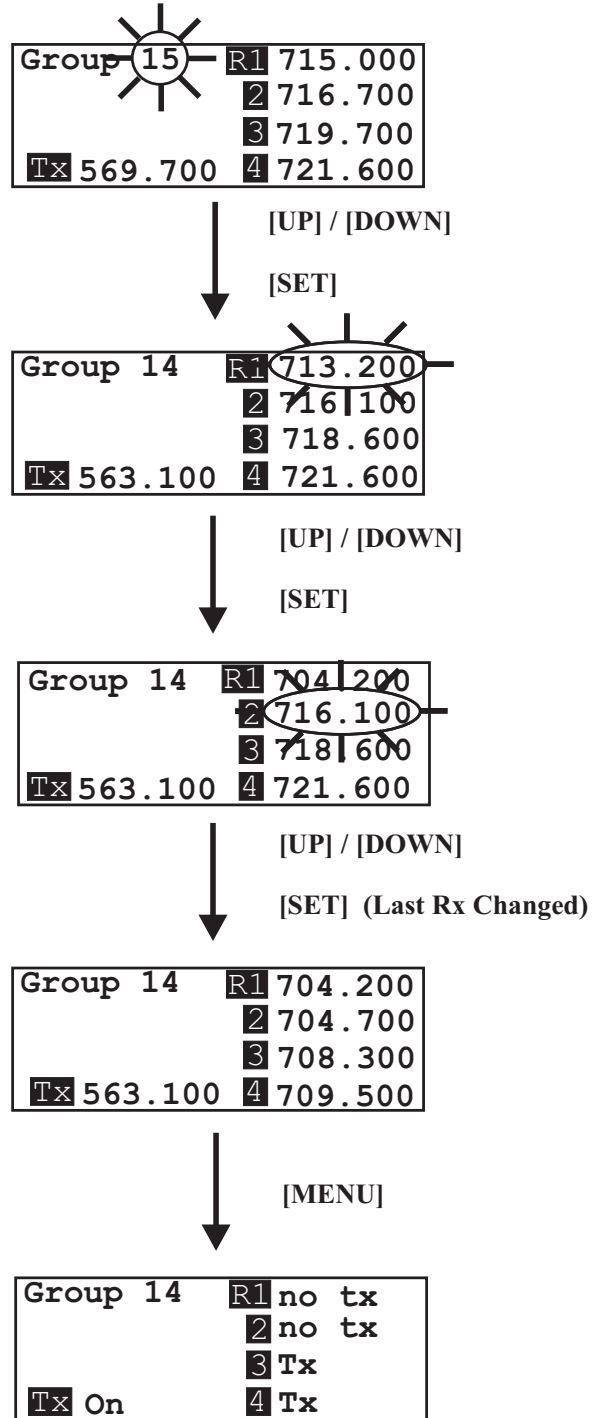 Group 15 R1 715.000
2 716.700
3 719.700
Tx 569.700 4 721.600
[UP] / [DOWN]
[SET]
Group 14 R1 713.200
2 716 100
3 718.600
Tx 563.100 4 721.600
[UP] / [DOWN]
[SET]
Group 14 R1 704 200
2 716.100
3 718 600
Tx 563.100 4 721.600
[UP] / [DOWN]
[SET] (Last Rx Changed)
Group 14 R1 704.200
2 704.700
3 708.300
Tx 563.100 4 709.500
[MENU]
Group 14 R1 no tx
2 no tx
3 Tx
Tx On 4 Tx